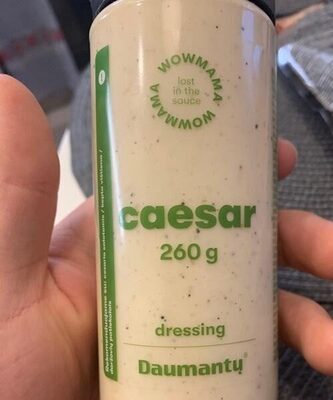 WOWMAMA WOWMAMA
lost
in the
sauce
caesar
260 g
dressing
Daumantų